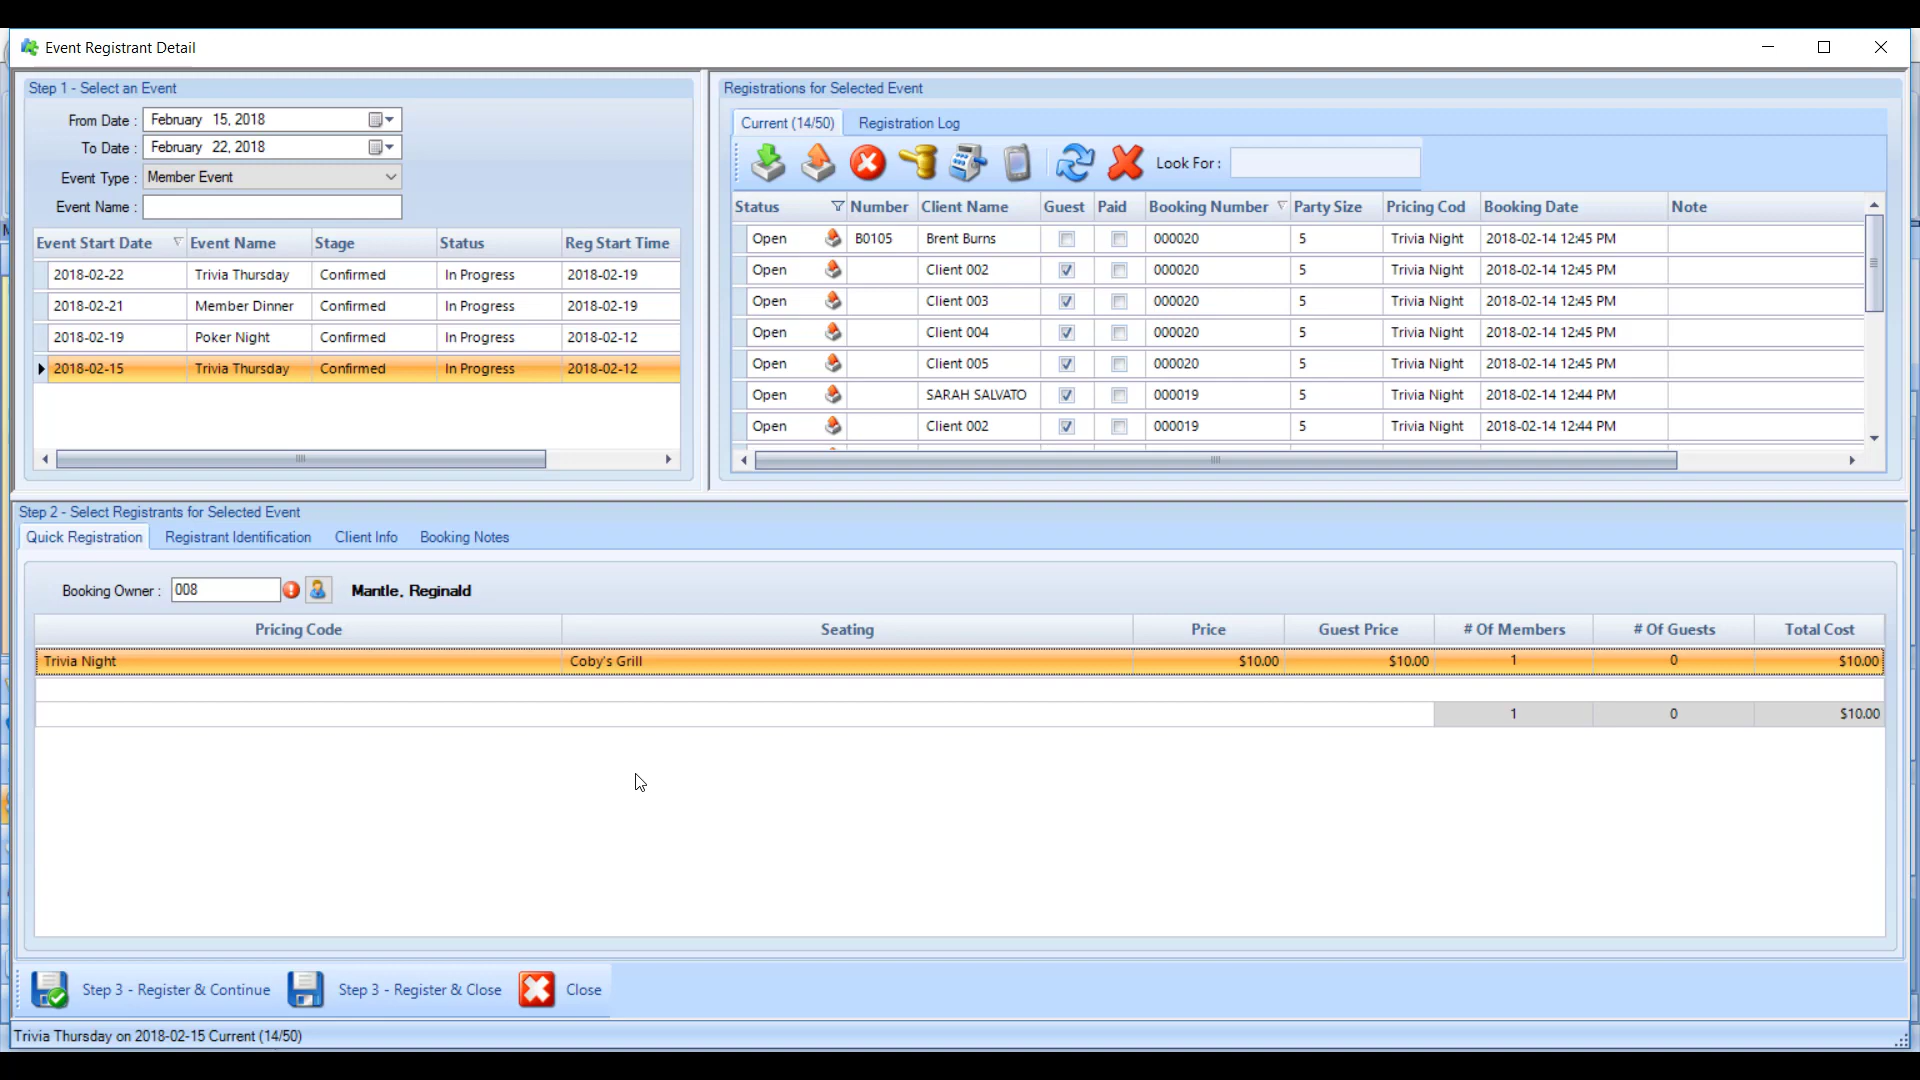 Event Registrant Detail
Step 1 - Select an Event
From Date : February 15, 2018
To Date : February 22, 2018
Event Type : Member Event
Event Name :
Event Start Date Event Name Stage Status Reg Start Time
2018-02-22 Trivia Thursday Confirmed In Progress 2018-02-19
2018-02-21 Member Dinner Confirmed In Progress 2018-02-19
2018-02-19 Poker Night Confirmed In Progress 2018-02-12
2018-02-15 Trivia Thursday Confirmed In Progress 2018-02-12
Registrations for Selected Event
Current (14/50) Registration Log
Look For :
Status Number Client Name Guest Paid Booking Number Party Size Pricing Cod Booking Date Note
Open B0105 Brent Burns 000020 5 Trivia Night 2018-02-14 12:45 PM
Open Client 002 000020 5 Trivia Night 2018-02-14 12:45 PM
Open Client 003 000020 5 Trivia Night 2018-02-14 12:45 PM
Open Client 004 000020 5 Trivia Night 2018-02-14 12:45 PM
Open Client 005 000020 5 Trivia Night 2018-02-14 12:45 PM
Open SARAH SALVATO 000019 5 Trivia Night 2018-02-14 12:44 PM
Open Client 002 000019 5 Trivia Night 2018-02-14 12:44 PM
Step 2 - Select Registrants for Selected Event
Quick Registration Registrant Identification Client Info Booking Notes
Booking Owner : 008 Mantle, Reginald
Pricing Code Seating Price Guest Price # Of Members # Of Guests Total Cost
Trivia Night Coby's Grill $10.00 $10.00 1 0 $10.00
1 0 $10.00
Step 3 - Register & Continue Step 3 - Register & Close Close
Trivia Thursday on 2018-02-15 Current (14/50)